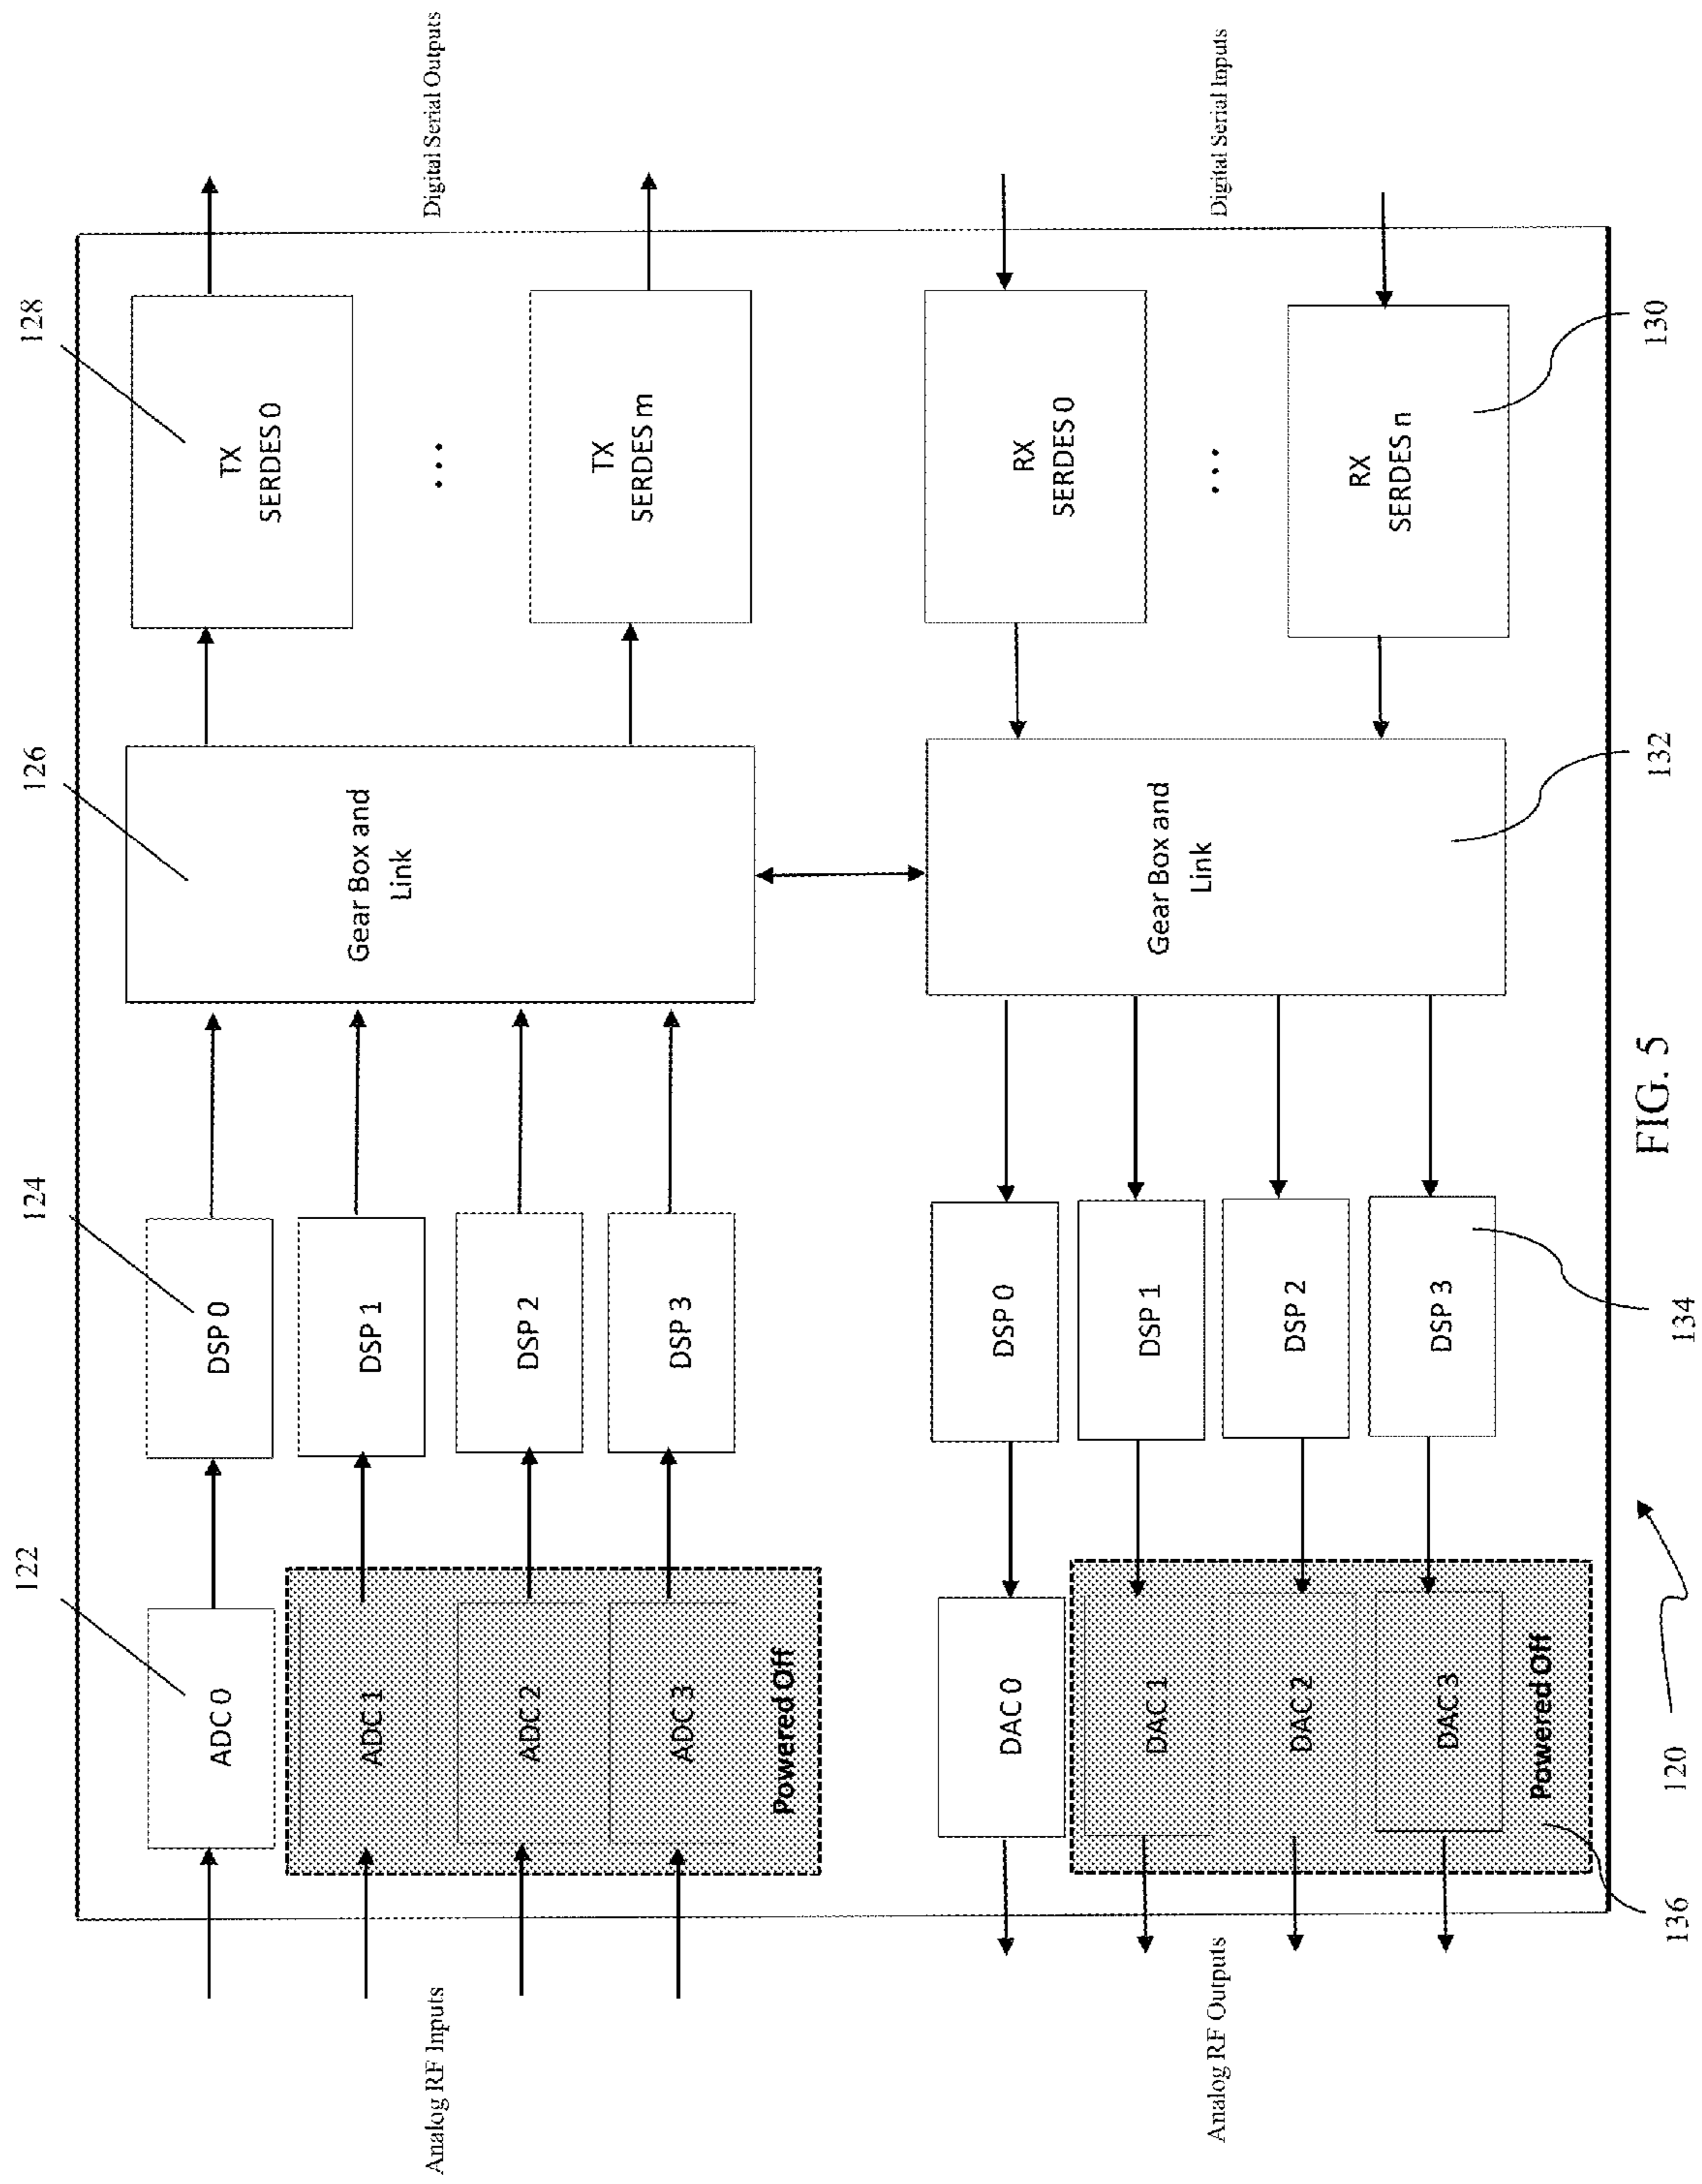 122
124
126
128
Analog RF Inputs
ADC 0
DSP 0
Gear Box and
Link
TX
SERDES 0
Digital Serial Outputs
ADC 1
DSP 1
...
ADC 2
DSP 2
TX
SERDES m
ADC 3
DSP 3
Powered Off
Analog RF Outputs
DAC 0
DSP 0
Gear Box and
Link
RX
SERDES 0
Digital Serial Inputs
DAC 1
DSP 1
...
DAC 2
DSP 2
RX
SERDES n
DAC 3
DSP 3
Powered Off
136
120
134
132
130
FIG. 5